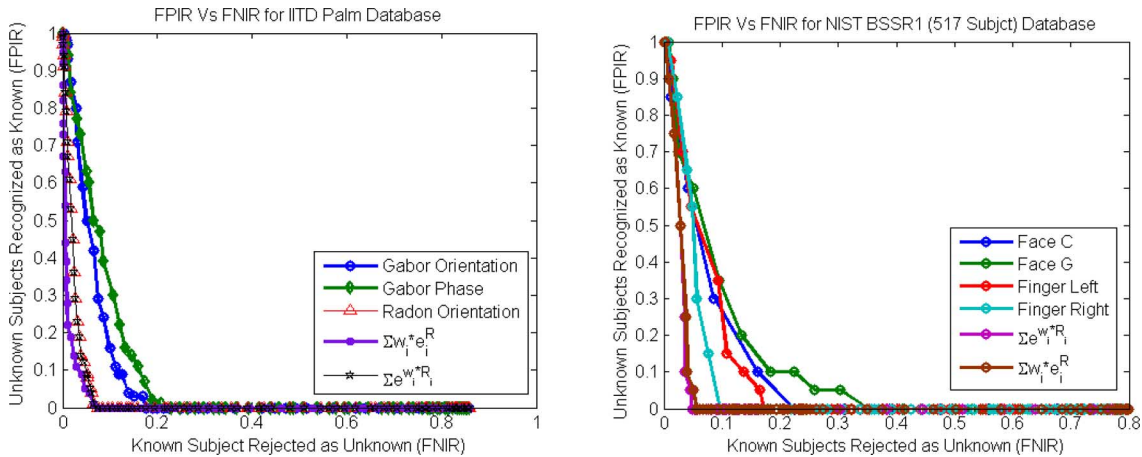 FPIR Vs FNIR for IITD Palm Database
Unknown Subjects Recognized as Known (FPIR)
1
0.9
0.8
0.7
0.6
0.5
0.4
0.3
0.2
0.1
0
Gabor Orientation
Gabor Phase
Radon Orientation
Σw_i*e_i^R
Σe^{w_i*R_i}
0 0.2 0.4 0.6 0.8 1
Known Subject Rejected as Unknown (FNIR)
FPIR Vs FNIR for NIST BSSR1 (517 Subjct) Database
Unknown Subjects Recognized as Known (FPIR)
1
0.9
0.8
0.7
0.6
0.5
0.4
0.3
0.2
0.1
0
Face C
Face G
Finger Left
Finger Right
Σe^{w_i*R_i}
Σw_i*e_i^R
0 0.1 0.2 0.3 0.4 0.5 0.6 0.7 0.8
Known Subjects Rejected as Unknown (FNIR)